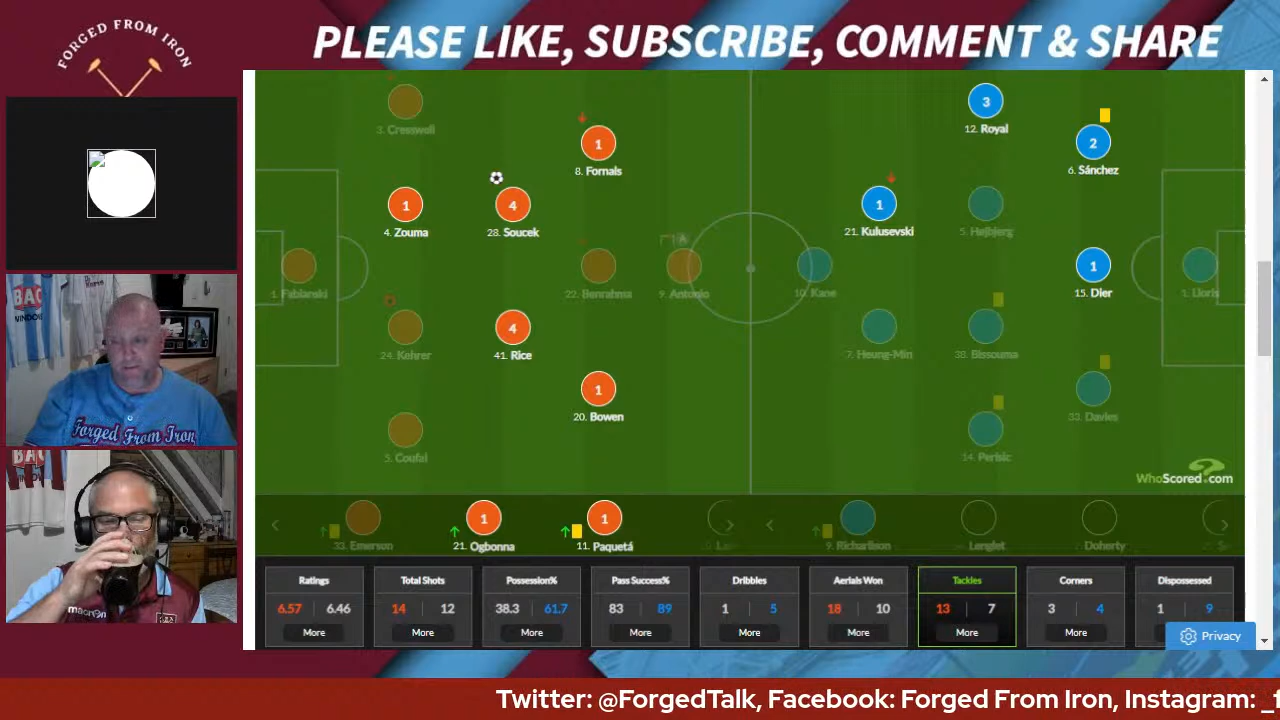 FORGED FROM IRON
PLEASE LIKE, SUBSCRIBE, COMMENT & SHARE
3. Cresswell
1
8. Fornals
3
12. Royal
2
6. Sánchez
1
4. Zouma
4
28. Soucek
1
21. Kulusevski
5. Højbjerg
1. Fabianski
22. Benrahma
9. Antonio
10. Kane
1
15. Dier
1. Lloris
24. Kehrer
4
41. Rice
7. Heung-Min
38. Bissouma
1
20. Bowen
33. Davies
5. Coufal
14. Perisic
WhoScored.com
33. Emerson
1
21. Ogbonna
1
11. Paquetá
9. Richarlison
Lenglet
Doherty
Ratings
6.57 6.46
More
Total Shots
14 12
More
Possession%
38.3 61.7
More
Pass Success%
83 89
More
Dribbles
1 5
More
Aerials Won
18 10
More
Tackles
13 7
More
Corners
3 4
More
Dispossessed
1 9
Privacy
BAC
WINDOW
Forged From Iron
macron
Twitter: @ForgedTalk, Facebook: Forged From Iron, Instagram: _f